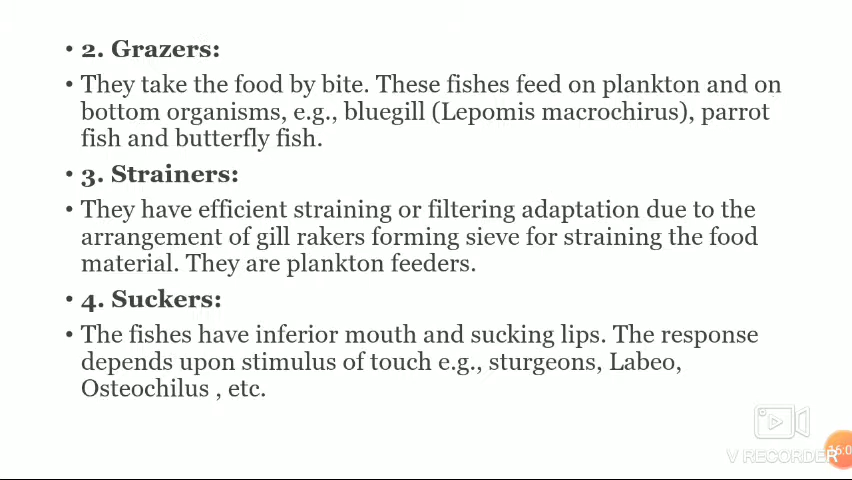 • 2. Grazers:
• They take the food by bite. These fishes feed on plankton and on
bottom organisms, e.g., bluegill (Lepomis macrochirus), parrot
fish and butterfly fish.
• 3. Strainers:
• They have efficient straining or filtering adaptation due to the
arrangement of gill rakers forming sieve for straining the food
material. They are plankton feeders.
• 4. Suckers:
• The fishes have inferior mouth and sucking lips. The response
depends upon stimulus of touch e.g., sturgeons, Labeo,
Osteochilus , etc.
V RECORDER